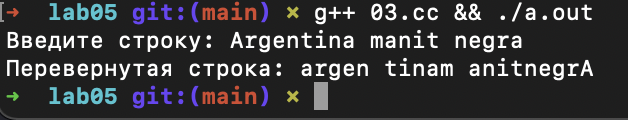 → lab05 git:(main) × g++ 03.cc && ./a.out
Введите строку: Argentina manit negra
Перевернутая строка: argen tinam anitnegrA
→ lab05 git:(main) ×